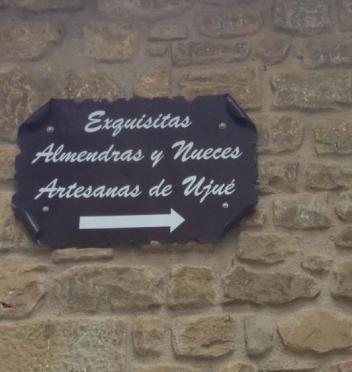 Exquisitas
Almendras y Nueces
Artesanas de Ujué